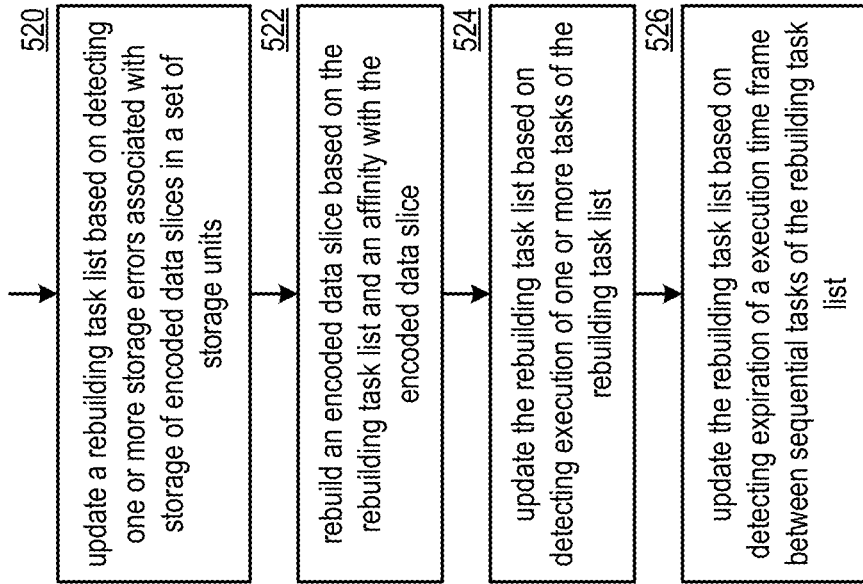 520
update a rebuilding task list based on detecting
one or more storage errors associated with
storage of encoded data slices in a set of
storage units
522
rebuild an encoded data slice based on the
rebuilding task list and an affinity with the
encoded data slice
524
update the rebuilding task list based on
detecting execution of one or more tasks of the
rebuilding task list
526
update the rebuilding task list based on
detecting expiration of a execution time frame
between sequential tasks of the rebuilding task
list